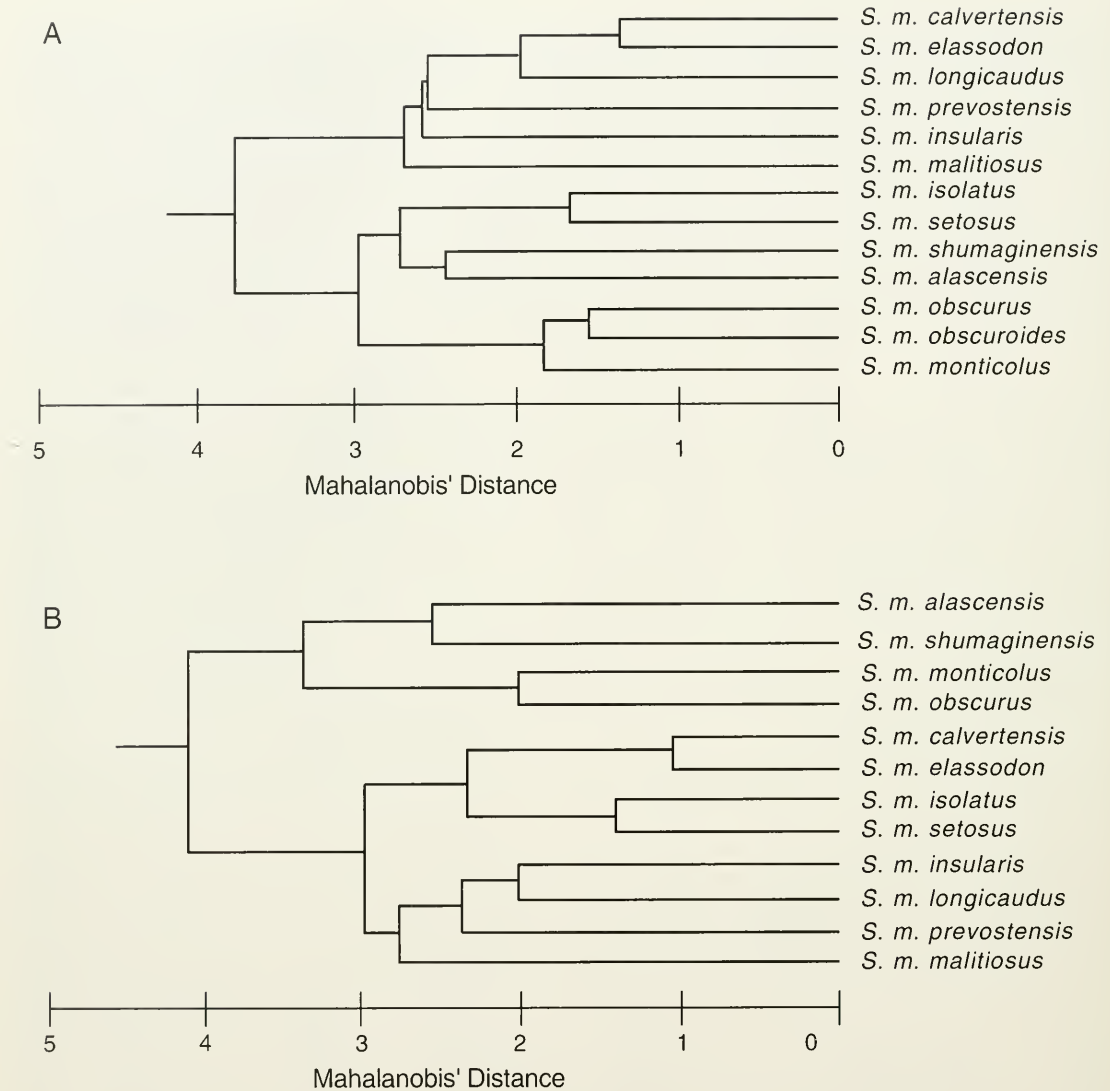 A
S. m. calvertensis
S. m. elassodon
S. m. longicaudus
S. m. prevostensis
S. m. insularis
S. m. malitiosus
S. m. isolatus
S. m. setosus
S. m. shumaginensis
S. m. alascensis
S. m. obscurus
S. m. obscuroides
S. m. monticolus
5 4 3 2 1 0
Mahalanobis' Distance
B
S. m. alascensis
S. m. shumaginensis
S. m. monticolus
S. m. obscurus
S. m. calvertensis
S. m. elassodon
S. m. isolatus
S. m. setosus
S. m. insularis
S. m. longicaudus
S. m. prevostensis
S. m. malitiosus
5 4 3 2 1 0
Mahalanobis' Distance